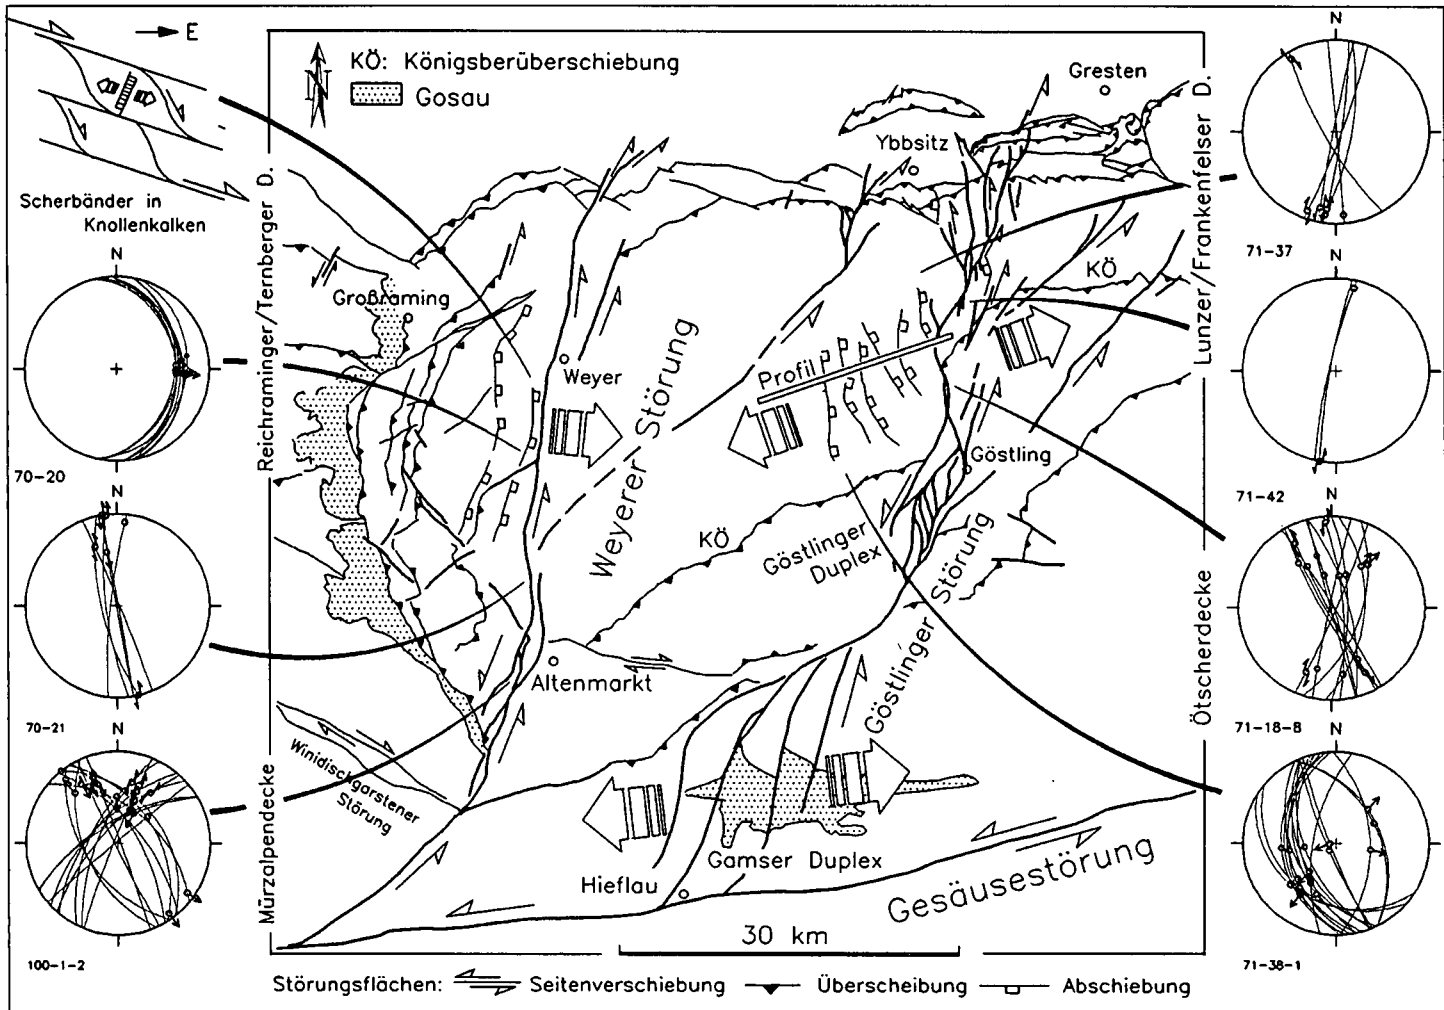 E
N
KÖ: Königsberüberschiebung
Gosau
Gresten
Ybbsitz
Scherbänder in
Knollenkalken
Reichraminger/Ternberger D.
Großraming
Weyer
Weyerer Störung
Profil
KÖ
Lunzer/Frankenfelser D.
N
70-20
N
70-21
N
100-1-2
Göstling
KÖ
Göstlinger
Duplex
Göstlinger Störung
Altenmarkt
Winidischgarstener
Störung
Mürzalpendecke
Ötscherdecke
Gamser Duplex
Hieflau
Gesäusestörung
30 km
N
71-37
N
71-42
N
71-18-8
N
71-38-1
Störungsflächen: Seitenverschiebung Überscheibung Abschiebung